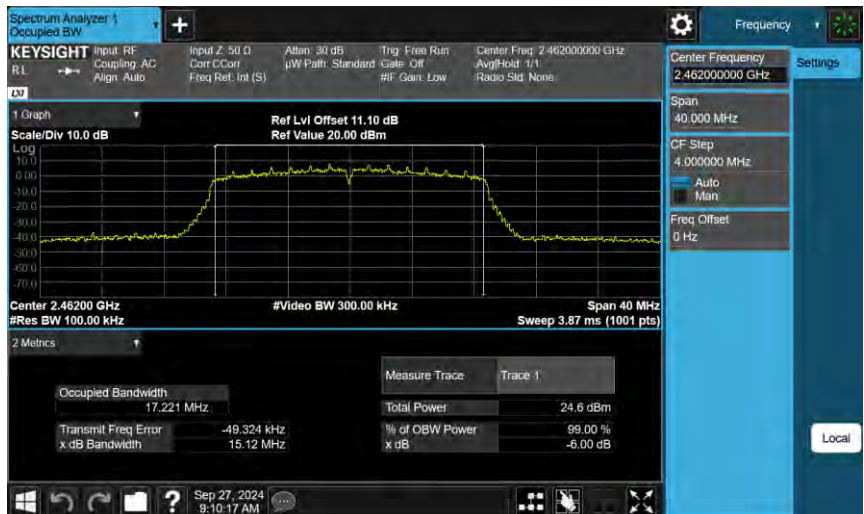 Spectrum Analyzer 1
Occupied BW
+
Frequency
KEYSIGHT
RL
LXI
Input: RF
Coupling: AC
Align: Auto
Input Z: 50 Ω
Corr CCorr
Freq Ref: Int (S)
Atten: 30 dB
µW Path: Standard
Trig: Free Run
Gate: Off
#IF Gain: Low
Center Freq: 2.462000000 GHz
Avg|Hold: 1/1
Radio Std: None
Center Frequency
2.462000000 GHz
Settings
Span
40.000 MHz
CF Step
4.000000 MHz
Auto
Man
Freq Offset
0 Hz
Local
1 Graph
Scale/Div 10.0 dB
Ref Lvl Offset 11.10 dB
Ref Value 20.00 dBm
Log
10.0
0.00
-10.0
-20.0
-30.0
-40.0
-50.0
-60.0
-70.0
Center 2.46200 GHz
#Video BW 300.00 kHz
Span 40 MHz
#Res BW 100.00 kHz
Sweep 3.87 ms (1001 pts)
2 Metrics
Measure Trace
Trace 1
Occupied Bandwidth
17.221 MHz
Total Power
24.6 dBm
Transmit Freq Error
-49.324 kHz
% of OBW Power
99.00 %
x dB Bandwidth
15.12 MHz
x dB
-6.00 dB
?
Sep 27, 2024
9:10:17 AM